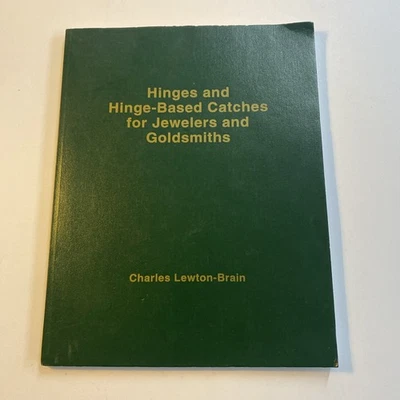 Hinges and
Hinge-Based Catches
for Jewelers and
Goldsmiths
Charles Lewton-Brain